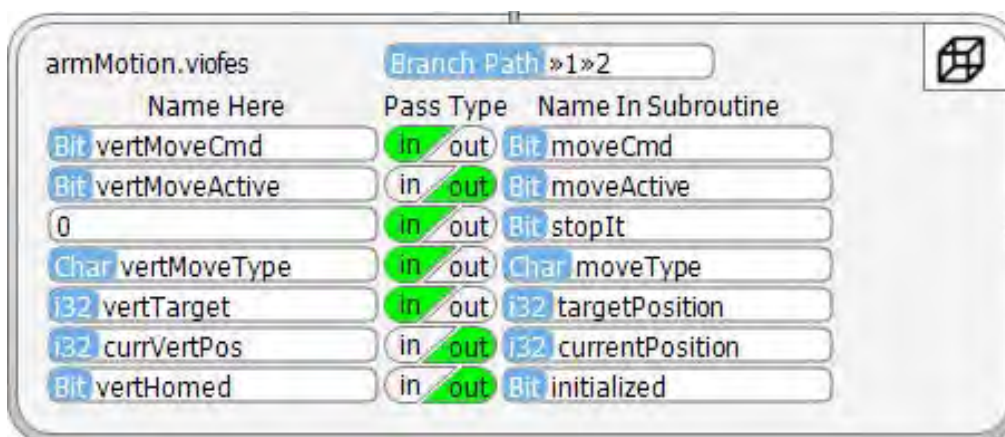 armMotion.viofes Branch Path »1»2
Name Here Pass Type Name In Subroutine
Bit vertMoveCmd in out Bit moveCmd
Bit vertMoveActive in out Bit moveActive
0 in out Bit stopIt
Char vertMoveType in out Char moveType
i32 vertTarget in out i32 targetPosition
i32 currVertPos in out i32 currentPosition
Bit vertHomed in out Bit initialized